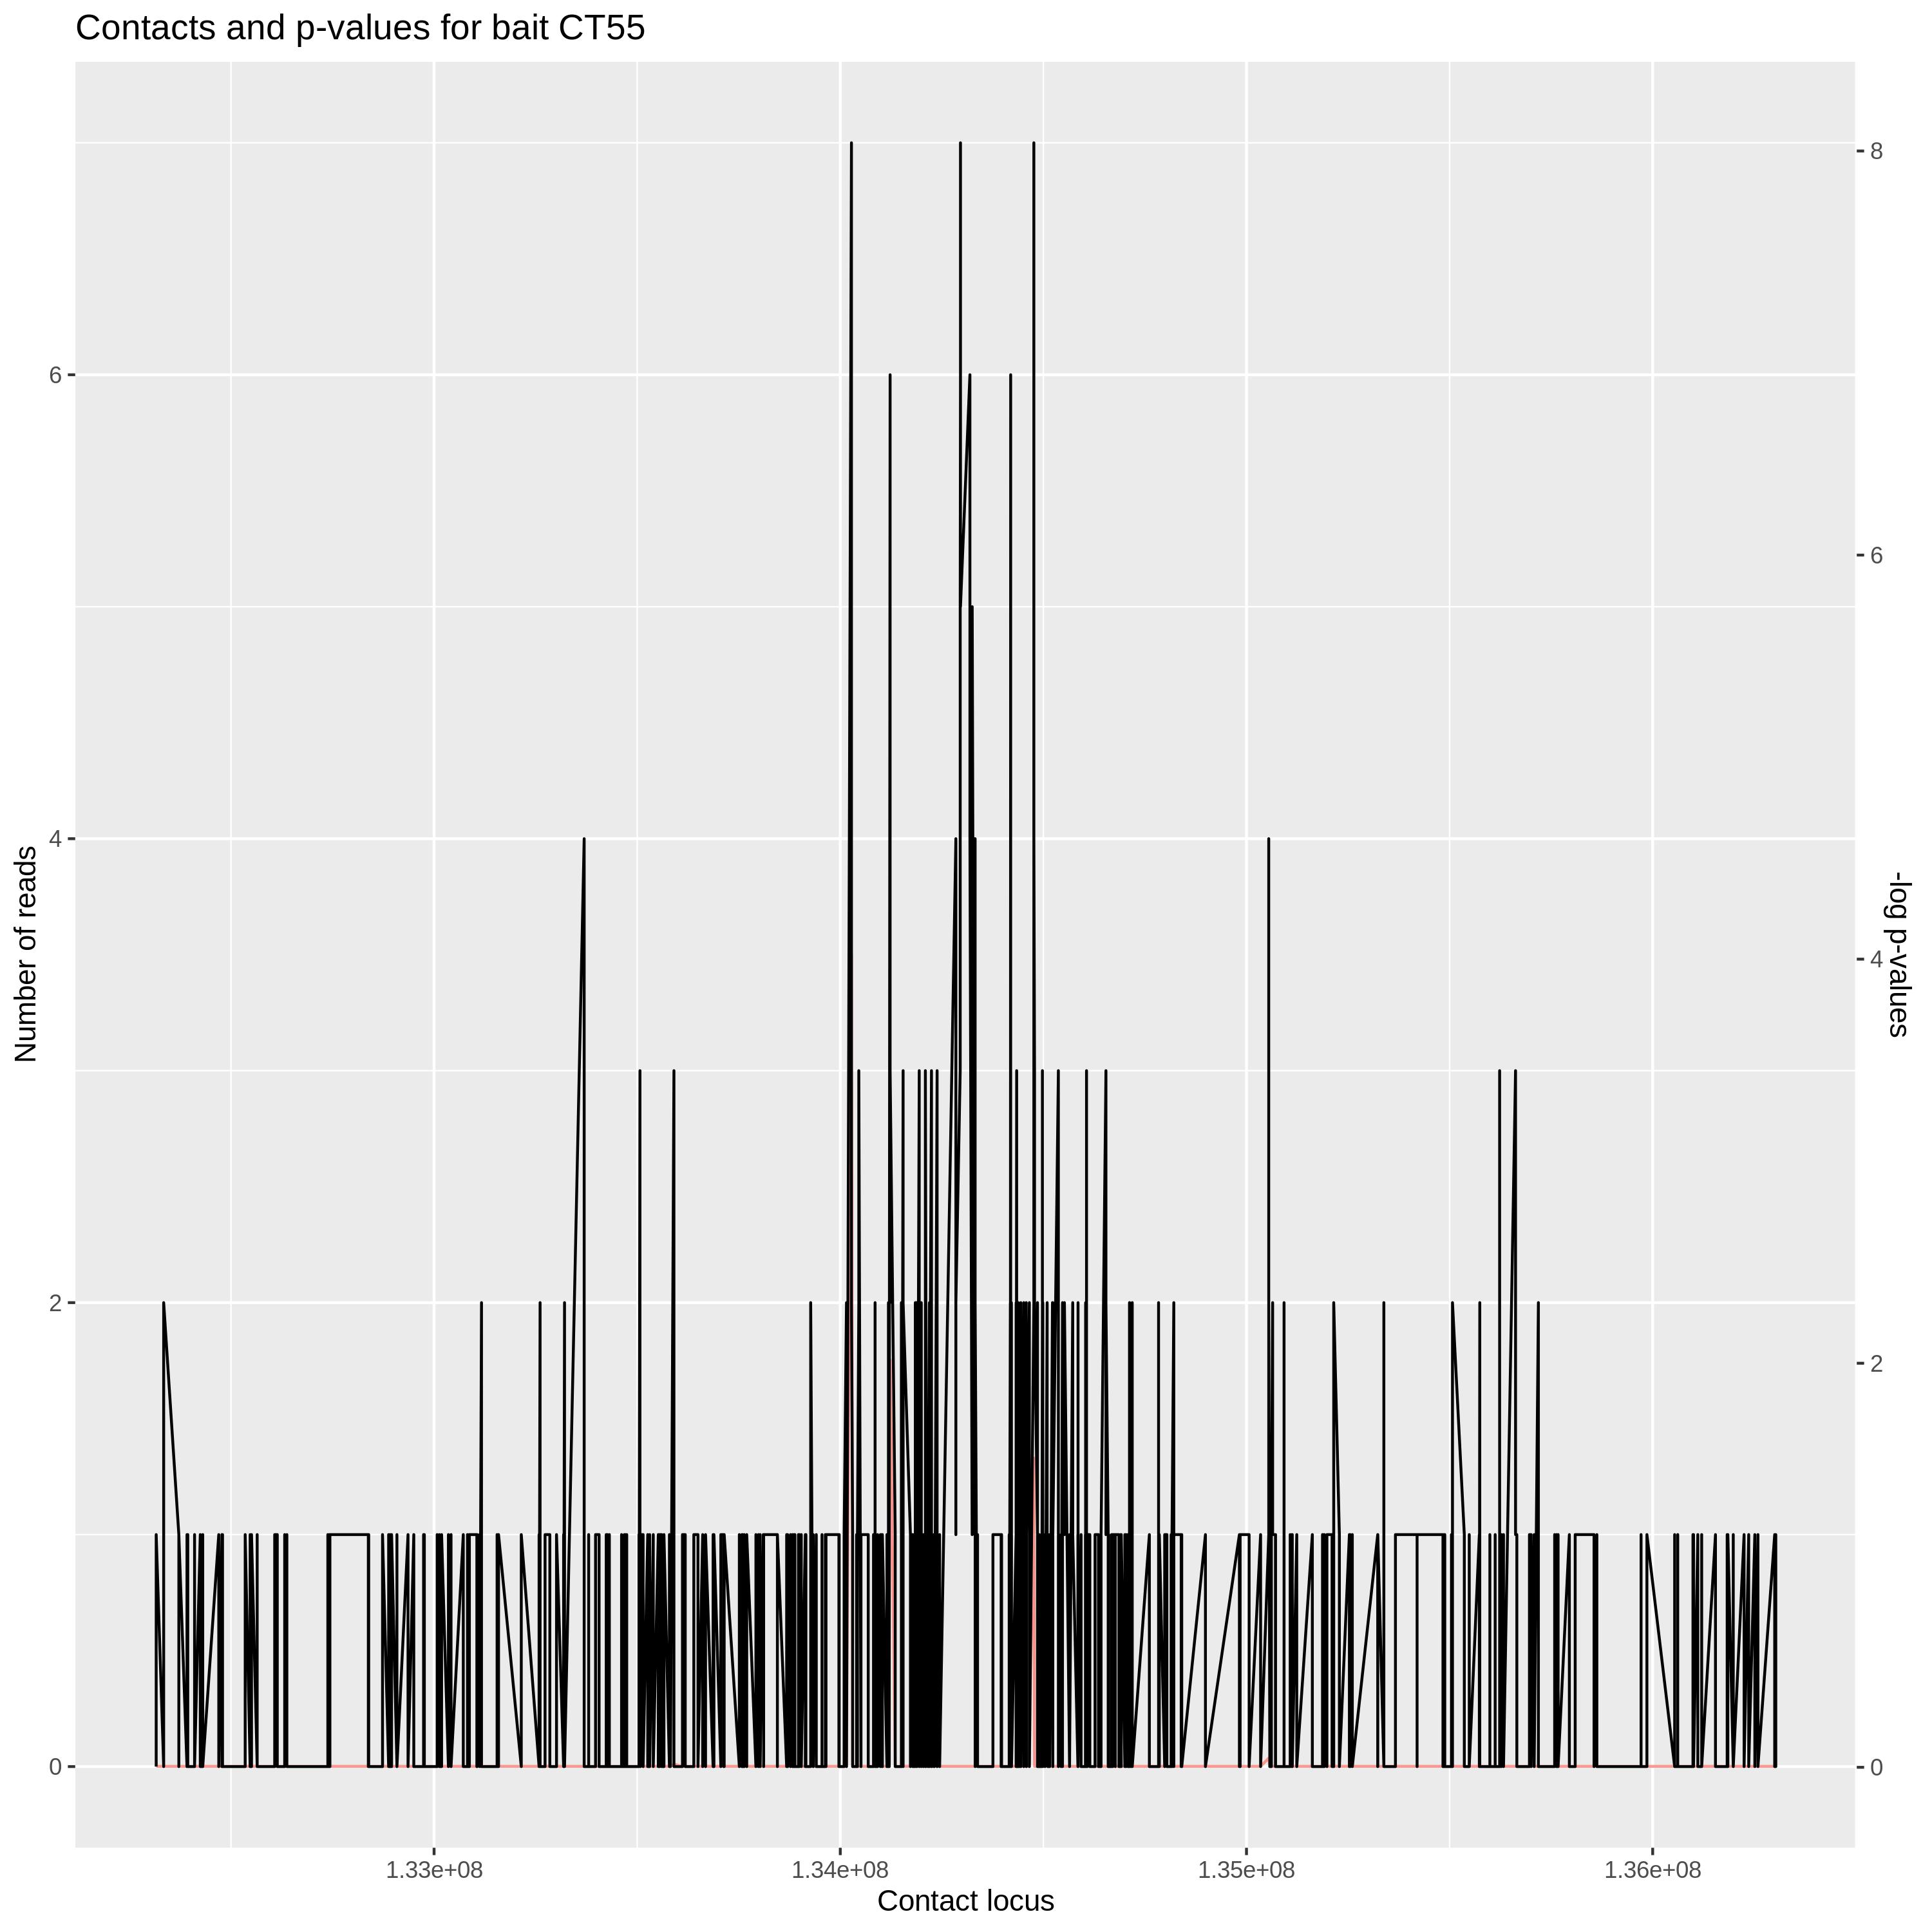 Contacts and p-values for bait CT55
Number of reads
6
4
2
0
8
6
4
2
0
-log p-values
1.33e+08 1.34e+08 1.35e+08 1.36e+08
Contact locus